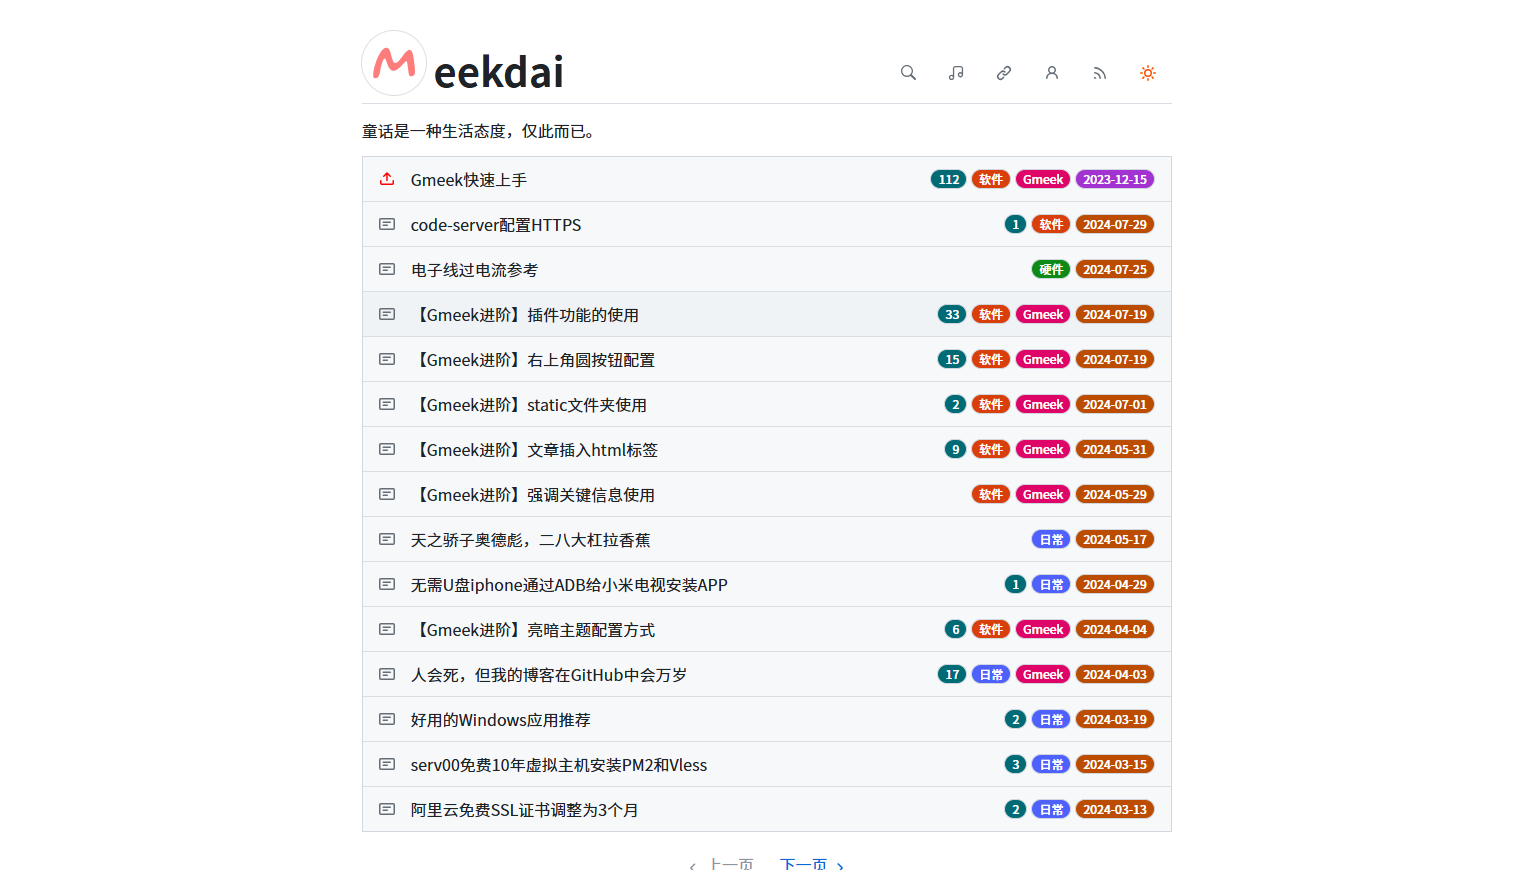 M eekdai
童话是一种生活态度，仅此而已。
Gmeek快速上手 112 软件 Gmeek 2023-12-15
code-server配置HTTPS 1 软件 2024-07-29
电子线过电流参考 硬件 2024-07-25
【Gmeek进阶】插件功能的使用 33 软件 Gmeek 2024-07-19
【Gmeek进阶】右上角圆按钮配置 15 软件 Gmeek 2024-07-19
【Gmeek进阶】static文件夹使用 2 软件 Gmeek 2024-07-01
【Gmeek进阶】文章插入html标签 9 软件 Gmeek 2024-05-31
【Gmeek进阶】强调关键信息使用 软件 Gmeek 2024-05-29
天之骄子奥德彪，二八大杠拉香蕉 日常 2024-05-17
无需U盘iphone通过ADB给小米电视安装APP 1 日常 2024-04-29
【Gmeek进阶】亮暗主题配置方式 6 软件 Gmeek 2024-04-04
人会死，但我的博客在GitHub中会万岁 17 日常 Gmeek 2024-04-03
好用的Windows应用推荐 2 日常 2024-03-19
serv00免费10年虚拟主机安装PM2和Vless 3 日常 2024-03-15
阿里云免费SSL证书调整为3个月 2 日常 2024-03-13
上一页 下一页